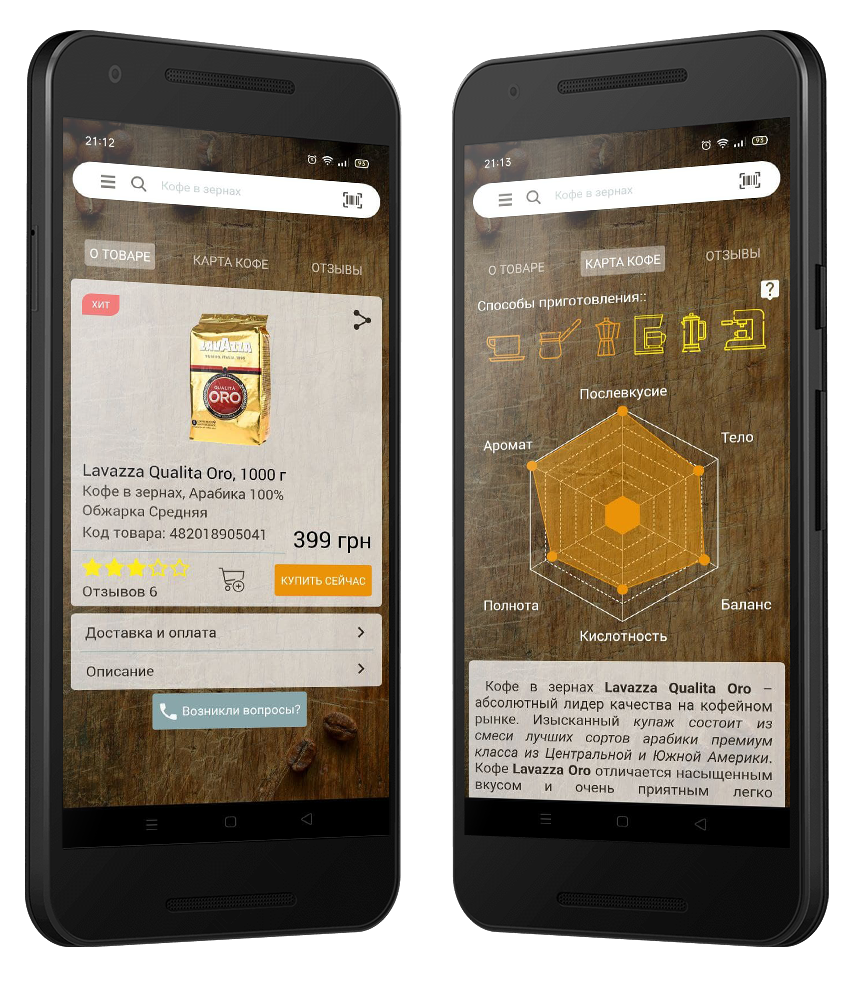 21:12
93
Кофе в зернах
О ТОВАРЕ
КАРТА КОФЕ
ОТЗЫВЫ
ХИТ
LAVAZZA
QUALITÀ
ORO
Lavazza Qualita Oro, 1000 г
Кофе в зернах, Арабика 100%
Обжарка Средняя
Код товара: 482018905041
399 грн
КУПИТЬ СЕЙЧАС
Отзывов 6
Доставка и оплата
Описание
Возникли вопросы?
21:13
93
Кофе в зернах
О ТОВАРЕ
КАРТА КОФЕ
ОТЗЫВЫ
Способы приготовления::
?
Послевкусие
Аромат
Тело
Полнота
Баланс
Кислотность
Кофе в зернах Lavazza Qualita Oro –
абсолютный лидер качества на кофейном
рынке. Изысканный купаж состоит из
смеси лучших сортов арабики премиум
класса из Центральной и Южной Америки.
Кофе Lavazza Oro отличается насыщенным
вкусом и очень приятным легко